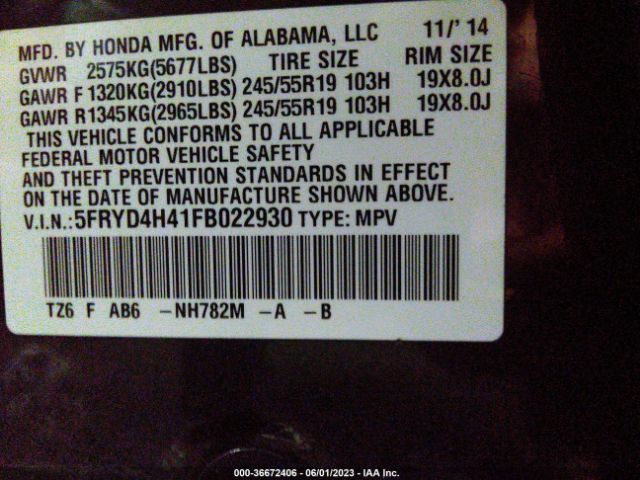 MFD. BY HONDA MFG. OF ALABAMA, LLC 11/' 14
GVWR 2575KG(5677LBS) TIRE SIZE RIM SIZE
GAWR F 1320KG(2910LBS) 245/55R19 103H 19X8.0J
GAWR R1345KG(2965LBS) 245/55R19 103H 19X8.0J
THIS VEHICLE CONFORMS TO ALL APPLICABLE
FEDERAL MOTOR VEHICLE SAFETY
AND THEFT PREVENTION STANDARDS IN EFFECT
ON THE DATE OF MANUFACTURE SHOWN ABOVE.
V.I.N.:5FRYD4H41FB022930 TYPE: MPV
TZ6 F AB6 -NH782M -A -B
000-36672406 - 06/01/2023 - IAA Inc.